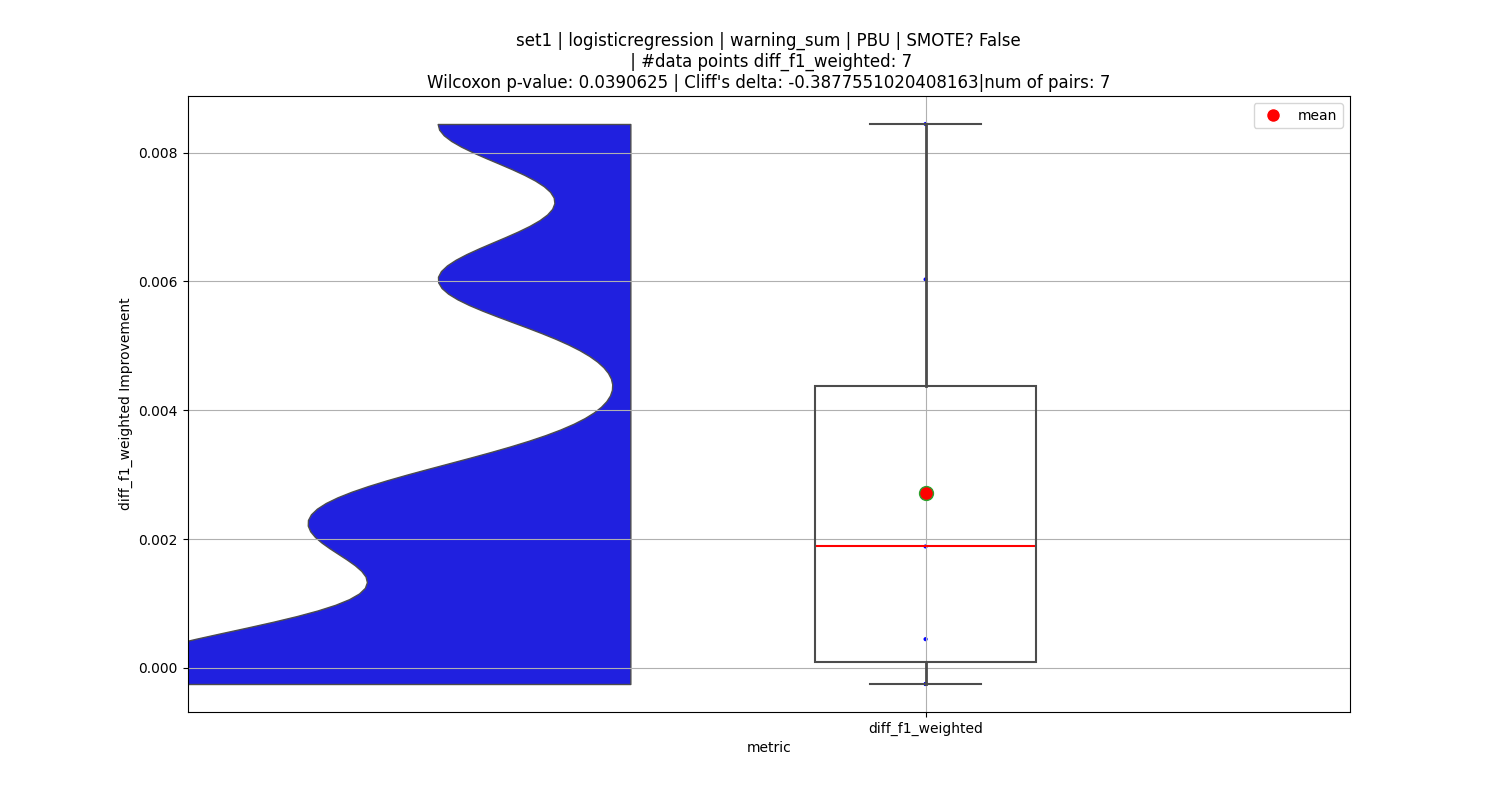 set1 | logisticregression | warning_sum | PBU | SMOTE? False
| #data points diff_f1_weighted: 7
Wilcoxon p-value: 0.0390625 | Cliff's delta: -0.3877551020408163|num of pairs: 7
mean
0.008
0.006
0.004
0.002
0.000
diff_f1_weighted Improvement
diff_f1_weighted
metric